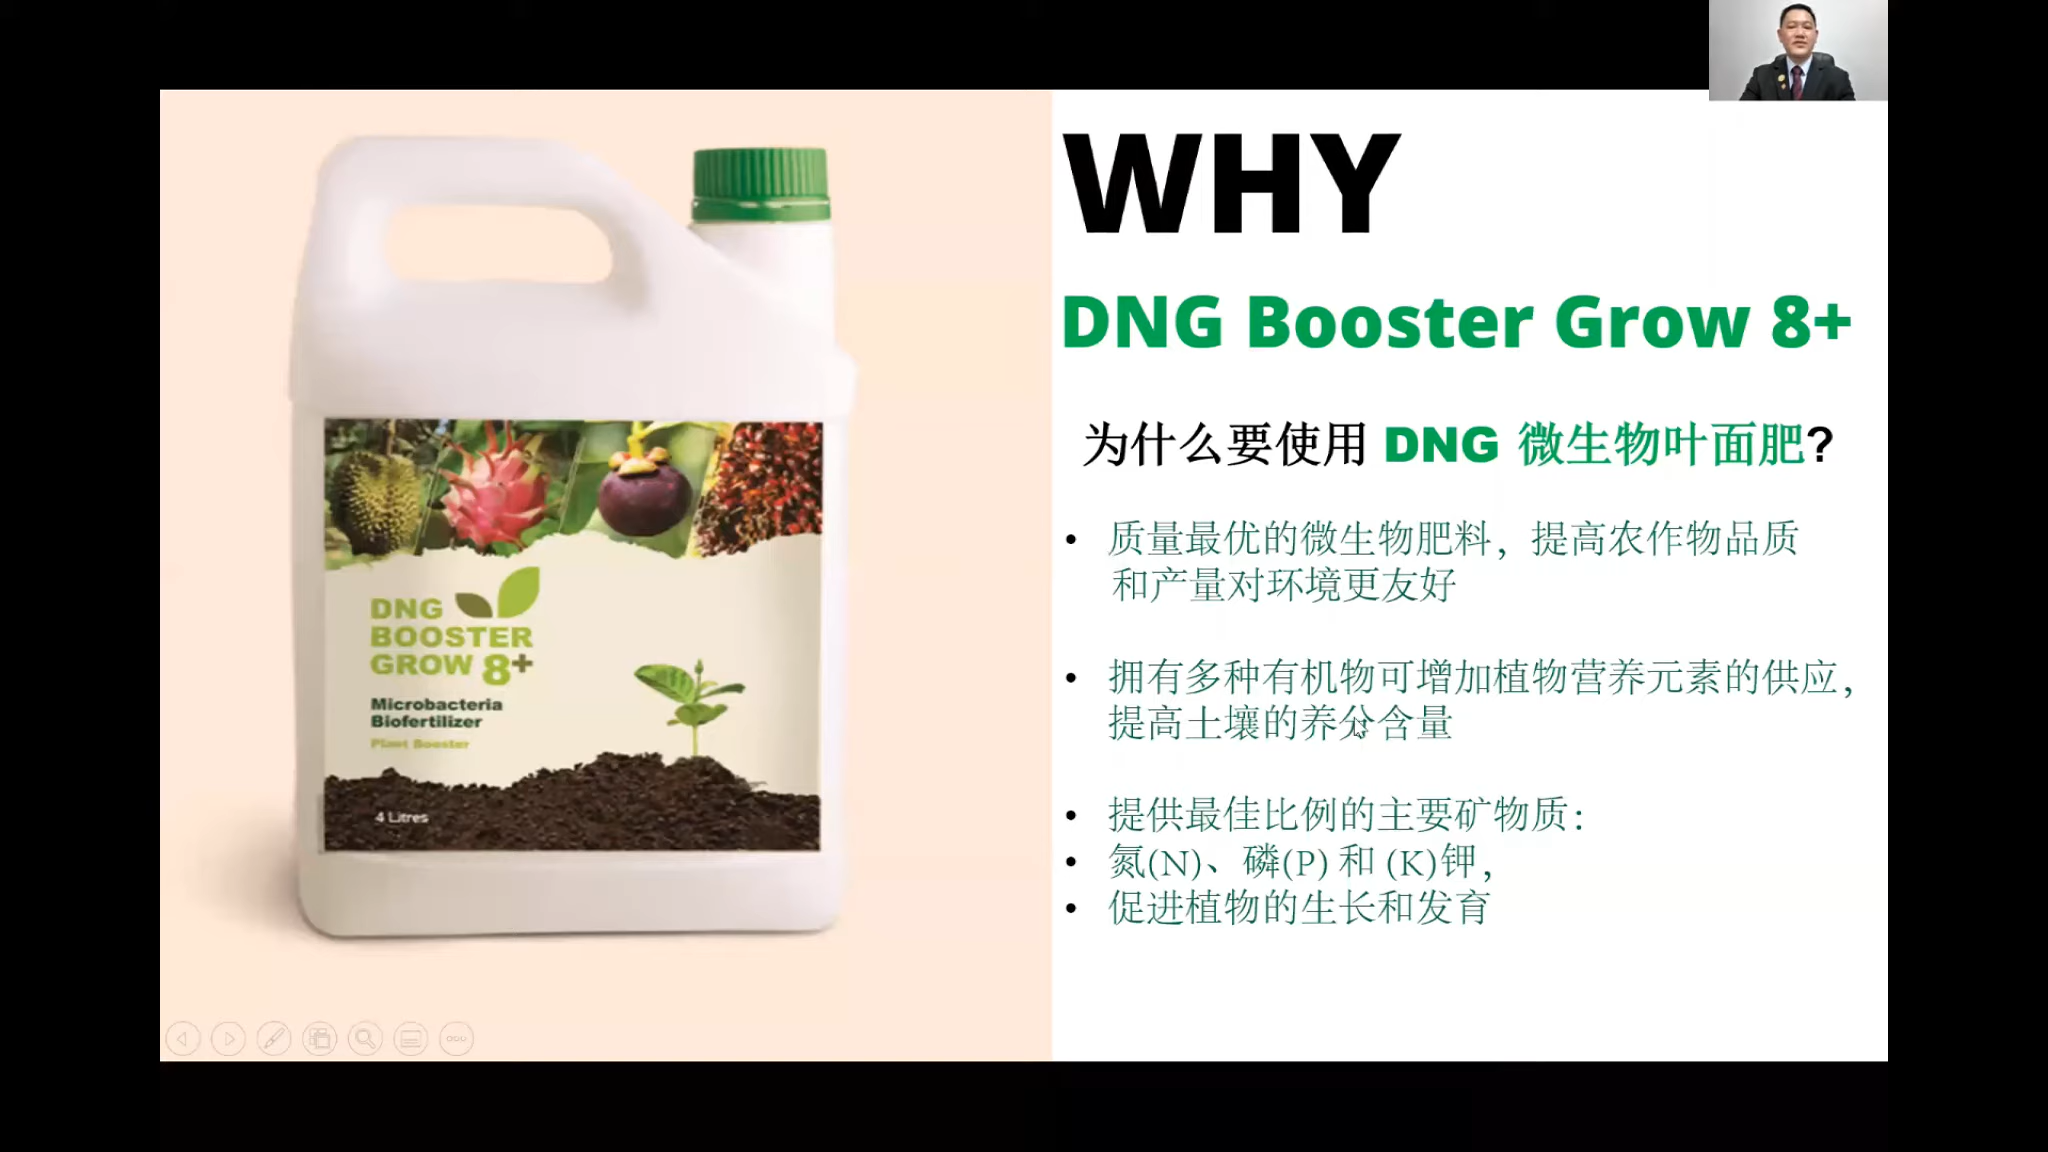 WHY
DNG Booster Grow 8+
为什么要使用 DNG 微生物叶面肥?
• 质量最优的微生物肥料，提高农作物品质
和产量对环境更友好
• 拥有多种有机物可增加植物营养元素的供应，
提高土壤的养分含量
• 提供最佳比例的主要矿物质：
• 氮(N)、磷(P) 和 (K)钾，
• 促进植物的生长和发育
DNG
BOOSTER
GROW 8+
Microbacteria
Biofertilizer
Plant Booster
4 Litres